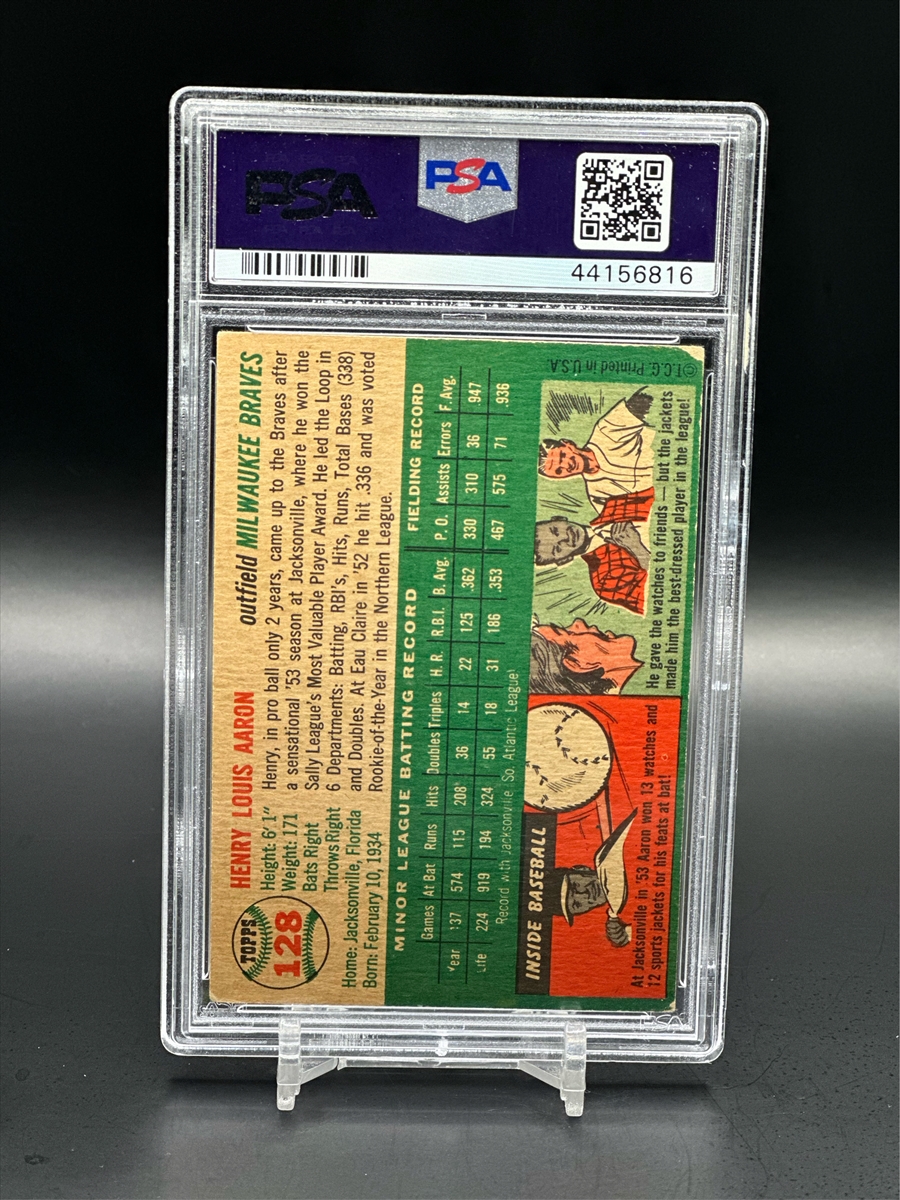 PSA
PSA
44156816
TOPPS
128
HENRY LOUIS AARON
outfield MILWAUKEE BRAVES
Height: 6'1"
Weight: 171
Bats Right
Throws Right
Home: Jacksonville, Florida
Born: February 10, 1934
Henry, in pro ball only 2 years, came up to the Braves after
a sensational '53 season at Jacksonville, where he won the
Sally League's Most Valuable Player Award. He led the Loop in
6 Departments: Batting, RBI's, Hits, Runs, Total Bases (338)
and Doubles. At Eau Claire in '52 he hit .336 and was voted
Rookie-of-the-Year in the Northern League.
MINOR LEAGUE BATTING RECORD FIELDING RECORD
Games At Bat Runs Hits Doubles Triples H. R. R.B.I. B. Avg. P. O. Assists Errors F. Avg.
Year 137 574 115 208* 36 14 22 125 .362 330 310 36 .947
Life 224 919 194 324 55 18 31 186 .353 467 575 71 .936
Record with Jacksonville (So. Atlantic League)
INSIDE BASEBALL
At Jacksonville in '53 Aaron won 13 watches and
12 sports jackets for his feats at bat!
He gave the watches to friends — but the jackets
made him the best-dressed player in the league!
©T.C.G. Printed in U.S.A.
PSA